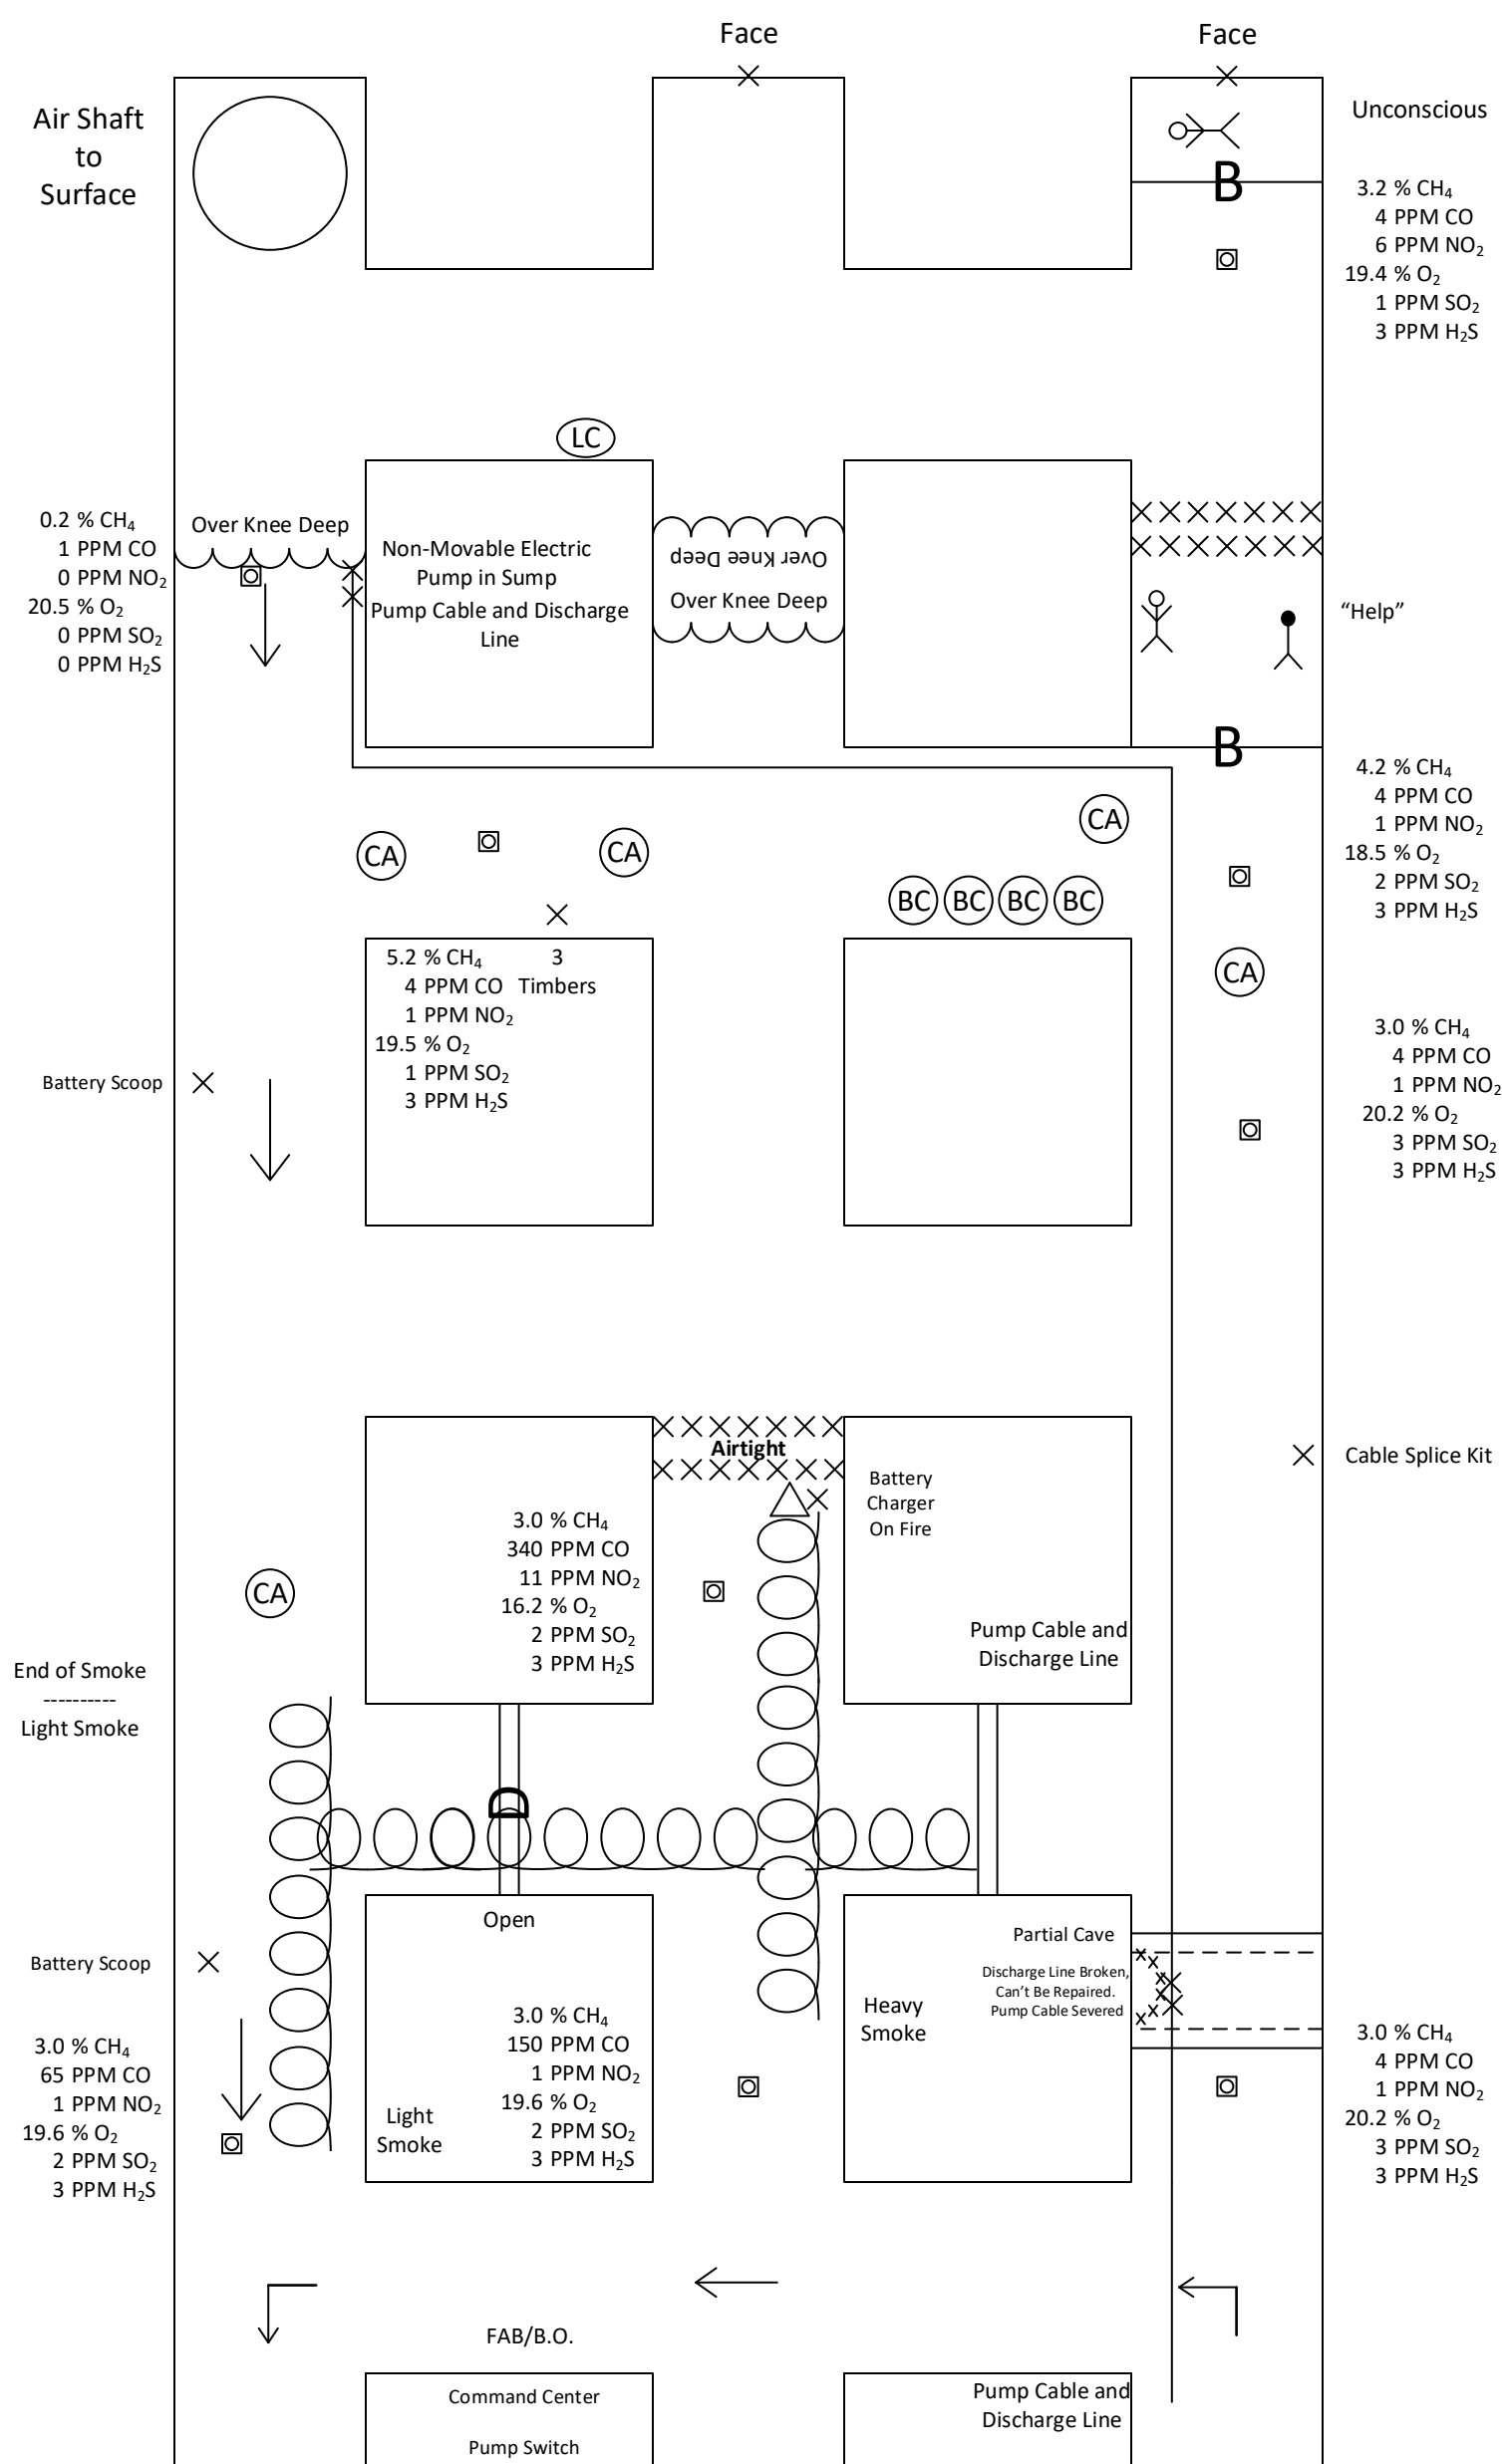 Face
Face
Air Shaft
to
Surface
Unconscious
B
3.2 % CH₄
4 PPM CO
6 PPM NO₂
19.4 % O₂
1 PPM SO₂
3 PPM H₂S
LC
0.2 % CH₄
1 PPM CO
0 PPM NO₂
20.5 % O₂
0 PPM SO₂
0 PPM H₂S
Over Knee Deep
Non-Movable Electric
Pump in Sump
Pump Cable and Discharge
Line
Over Knee Deep
Over Knee Deep
“Help”
B
4.2 % CH₄
4 PPM CO
1 PPM NO₂
18.5 % O₂
2 PPM SO₂
3 PPM H₂S
CA
CA
CA
BC BC BC BC
CA
5.2 % CH₄
4 PPM CO
1 PPM NO₂
19.5 % O₂
1 PPM SO₂
3 PPM H₂S
3
Timbers
3.0 % CH₄
4 PPM CO
1 PPM NO₂
20.2 % O₂
3 PPM SO₂
3 PPM H₂S
Battery Scoop
Airtight
Battery
Charger
On Fire
Cable Splice Kit
3.0 % CH₄
340 PPM CO
11 PPM NO₂
16.2 % O₂
2 PPM SO₂
3 PPM H₂S
CA
Pump Cable and
Discharge Line
End of Smoke
----------
Light Smoke
D
Open
Partial Cave
Discharge Line Broken,
Can’t Be Repaired.
Pump Cable Severed
Battery Scoop
Heavy
Smoke
3.0 % CH₄
65 PPM CO
1 PPM NO₂
19.6 % O₂
2 PPM SO₂
3 PPM H₂S
3.0 % CH₄
150 PPM CO
1 PPM NO₂
19.6 % O₂
2 PPM SO₂
3 PPM H₂S
Light
Smoke
3.0 % CH₄
4 PPM CO
1 PPM NO₂
20.2 % O₂
3 PPM SO₂
3 PPM H₂S
FAB/B.O.
Command Center
Pump Switch
Pump Cable and
Discharge Line